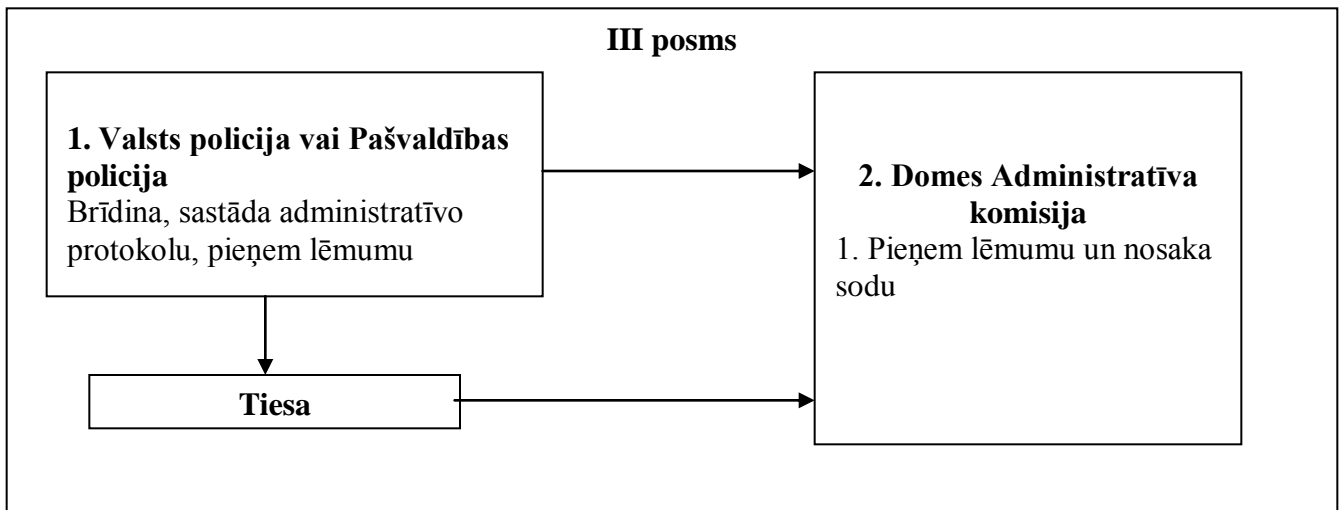 III posms
1. Valsts policija vai Pašvaldības
policija
Brīdina, sastāda administratīvo
protokolu, pieņem lēmumu
2. Domes Administratīva
komisija
1. Pieņem lēmumu un nosaka
sodu
Tiesa